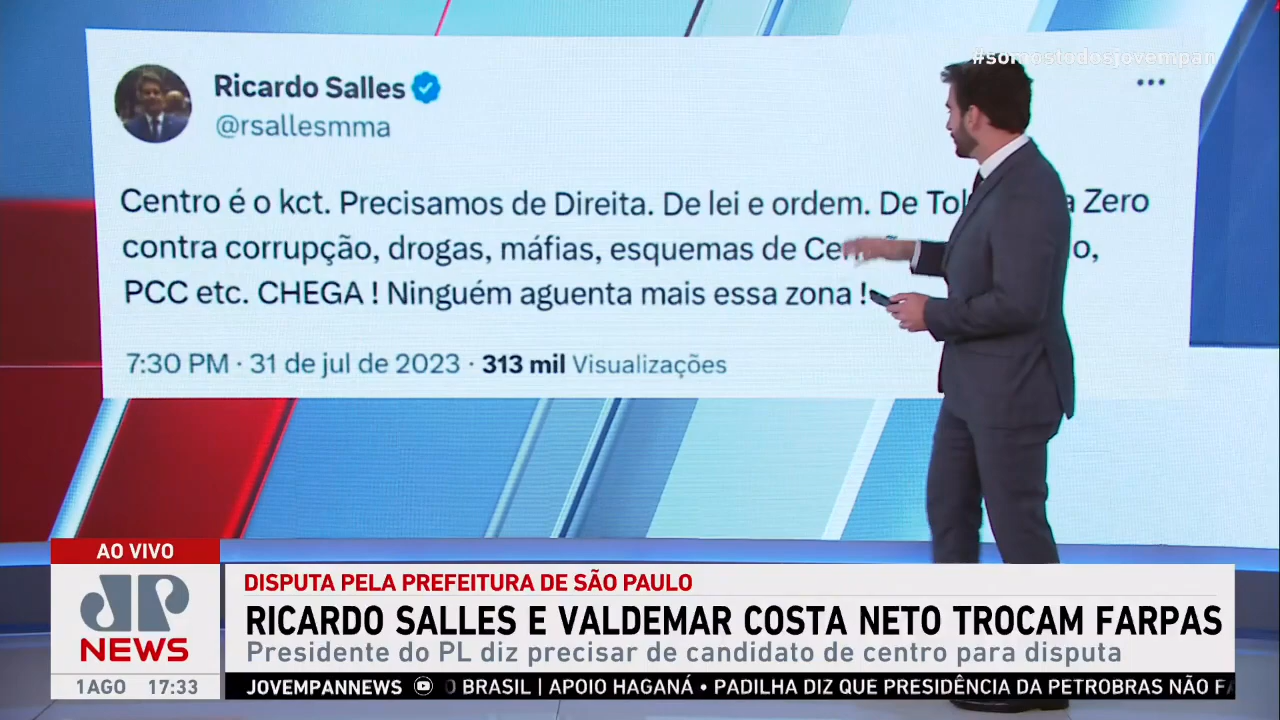 #somostodosjovempan
Ricardo Salles
@rsallesmma
Centro é o kct. Precisamos de Direita. De lei e ordem. De Zero
contra corrupção, drogas, máfias, esquemas de
PCC etc. CHEGA ! Ninguém aguenta mais essa zona !
7:30 PM · 31 de jul de 2023 · 313 mil Visualizações
AO VIVO
DISPUTA PELA PREFEITURA DE SÃO PAULO
JP NEWS
RICARDO SALLES E VALDEMAR COSTA NETO TROCAM FARPAS
Presidente do PL diz precisar de candidato de centro para disputa
1AGO 17:33
JOVEMPANNEWS O BRASIL | APOIO HAGANÁ • PADILHA DIZ QUE PRESIDÊNCIA DA PETROBRAS NÃO